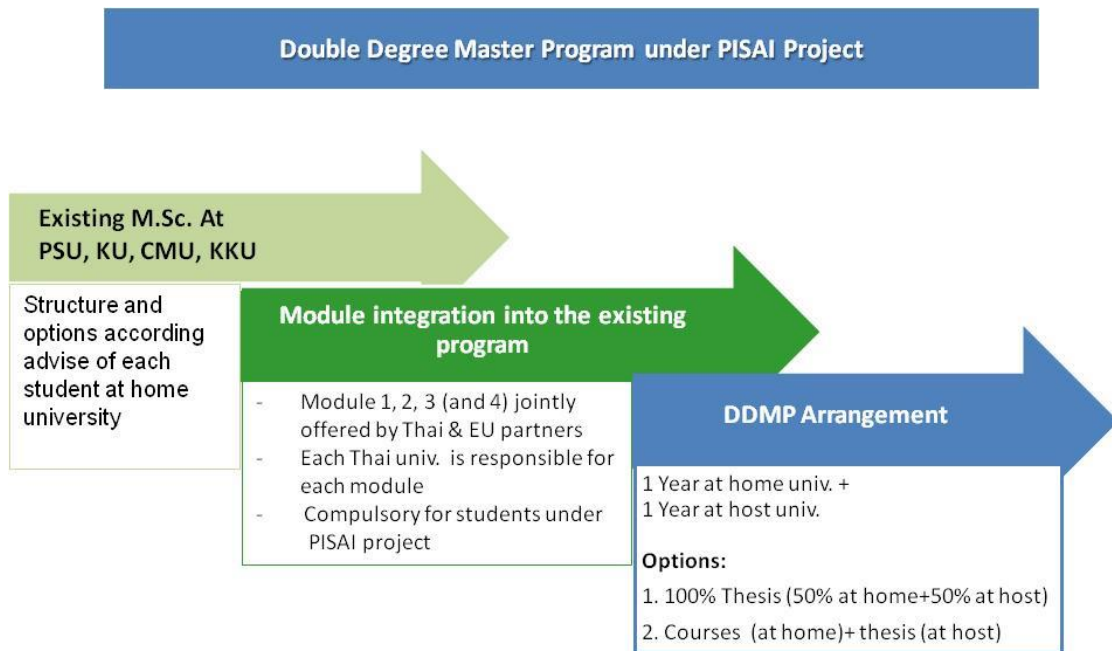 Double Degree Master Program under PISAI Project
Existing M.Sc. At
PSU, KU, CMU, KKU
Structure and
options according
advise of each
student at home
university
Module integration into the existing
program
- Module 1, 2, 3 (and 4) jointly
offered by Thai & EU partners
- Each Thai univ. is responsible for
each module
- Compulsory for students under
PISAI project
DDMP Arrangement
1 Year at home univ. +
1 Year at host univ.
Options:
1. 100% Thesis (50% at home+50% at host)
2. Courses (at home)+ thesis (at host)